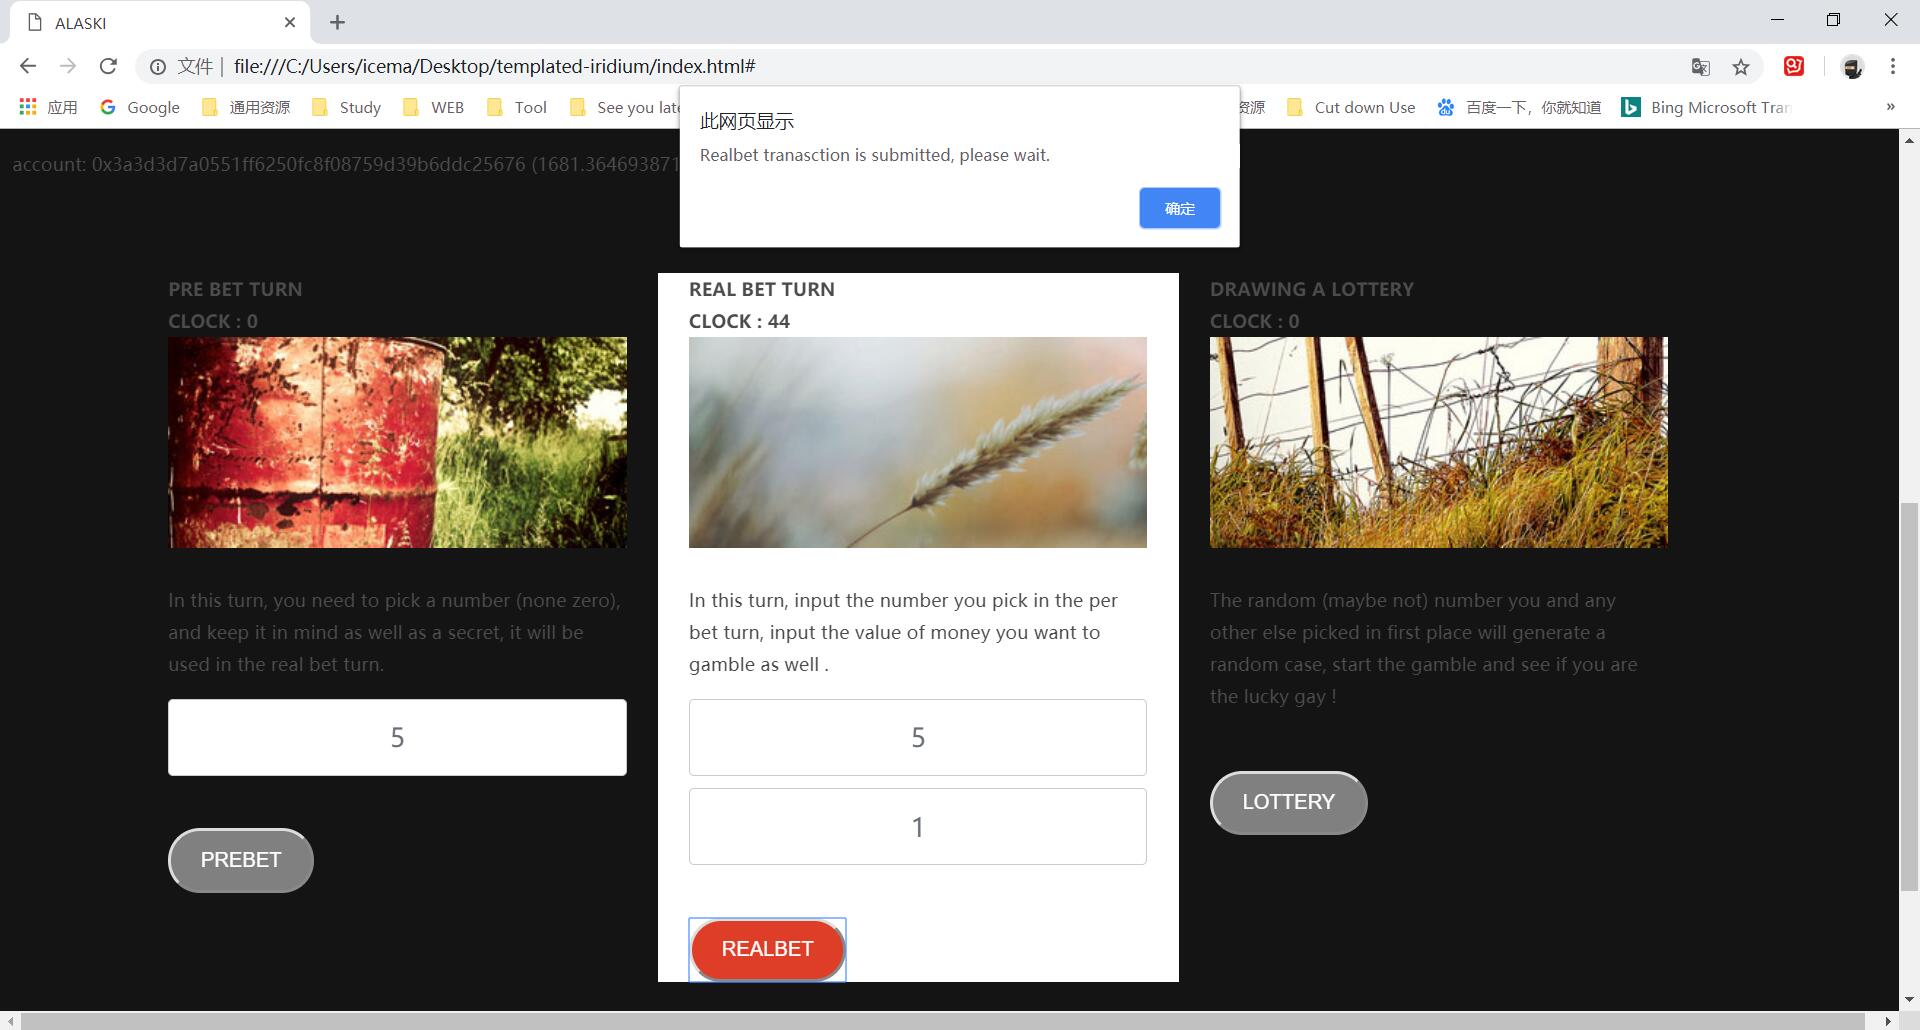 ALASKI
文件 | file:///C:/Users/icema/Desktop/templated-iridium/index.html#
应用 Google 通用资源 Study WEB Tool See you late 资源 Cut down Use 百度一下，你就知道 Bing Microsoft Tran »
此网页显示
Realbet tranasction is submitted, please wait.
确定
account: 0x3a3d3d7a0551ff6250fc8f08759d39b6ddc25676 (1681.364693871
PRE BET TURN
CLOCK : 0
In this turn, you need to pick a number (none zero),
and keep it in mind as well as a secret, it will be
used in the real bet turn.
5
PREBET
REAL BET TURN
CLOCK : 44
In this turn, input the number you pick in the per
bet turn, input the value of money you want to
gamble as well .
5
1
REALBET
DRAWING A LOTTERY
CLOCK : 0
The random (maybe not) number you and any
other else picked in first place will generate a
random case, start the gamble and see if you are
the lucky gay !
LOTTERY